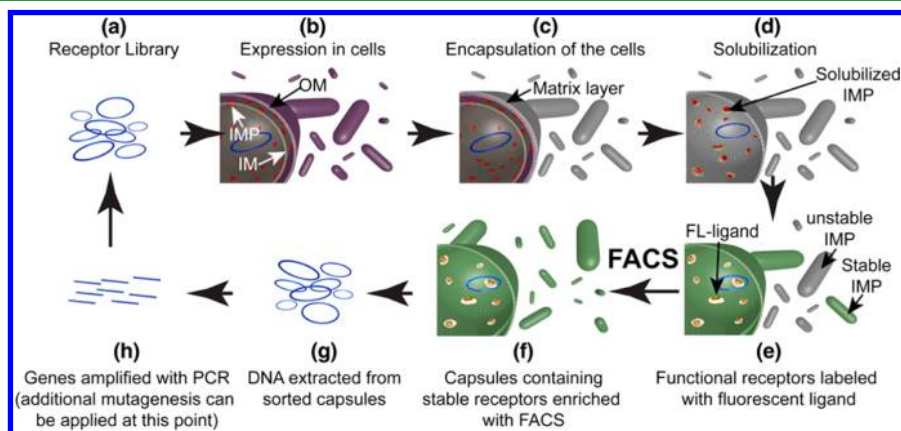 (a)
Receptor Library
(b)
Expression in cells
OM
IMP
IM
(c)
Encapsulation of the cells
Matrix layer
(d)
Solubilization
Solubilized
IMP
FL-ligand
unstable
IMP
Stable
IMP
(e)
Functional receptors labeled
with fluorescent ligand
FACS
(f)
Capsules containing
stable receptors enriched
with FACS
(g)
DNA extracted from
sorted capsules
(h)
Genes amplified with PCR
(additional mutagenesis can
be applied at this point)